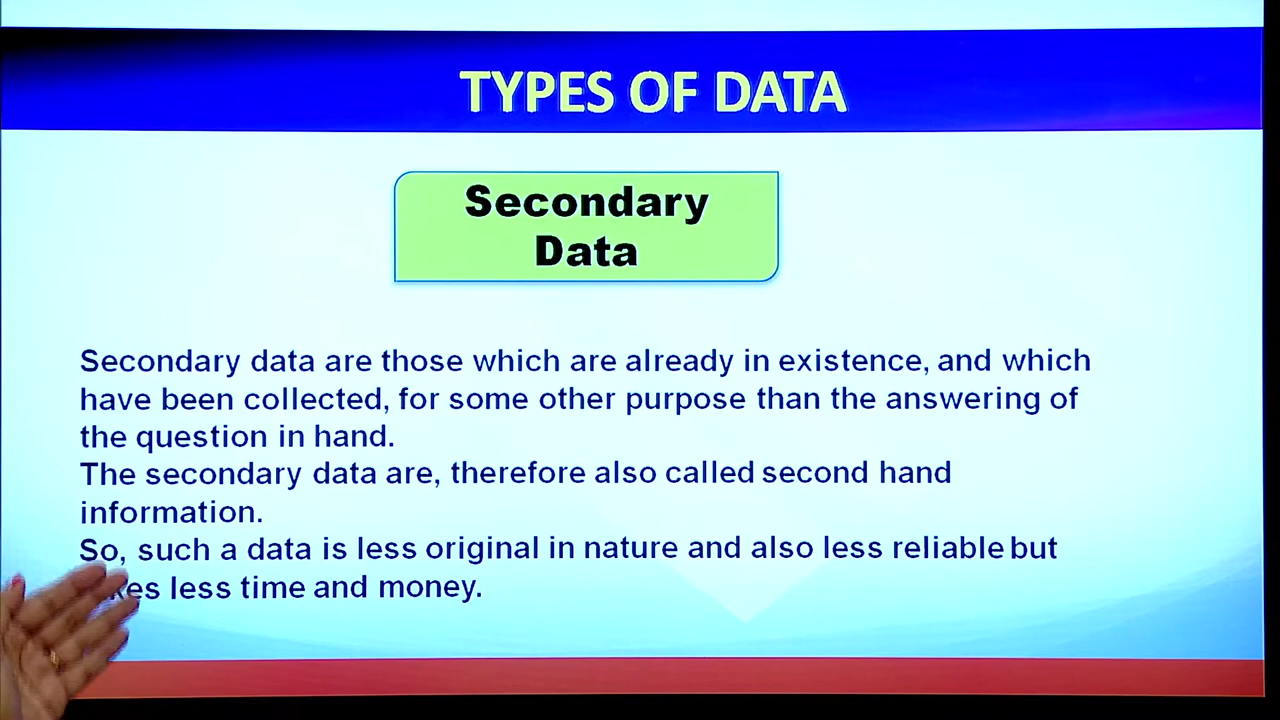 TYPES OF DATA
Secondary
Data
Secondary data are those which are already in existence, and which
have been collected, for some other purpose than the answering of
the question in hand.
The secondary data are, therefore also called second hand
information.
So, such a data is less original in nature and also less reliable but
less time and money.